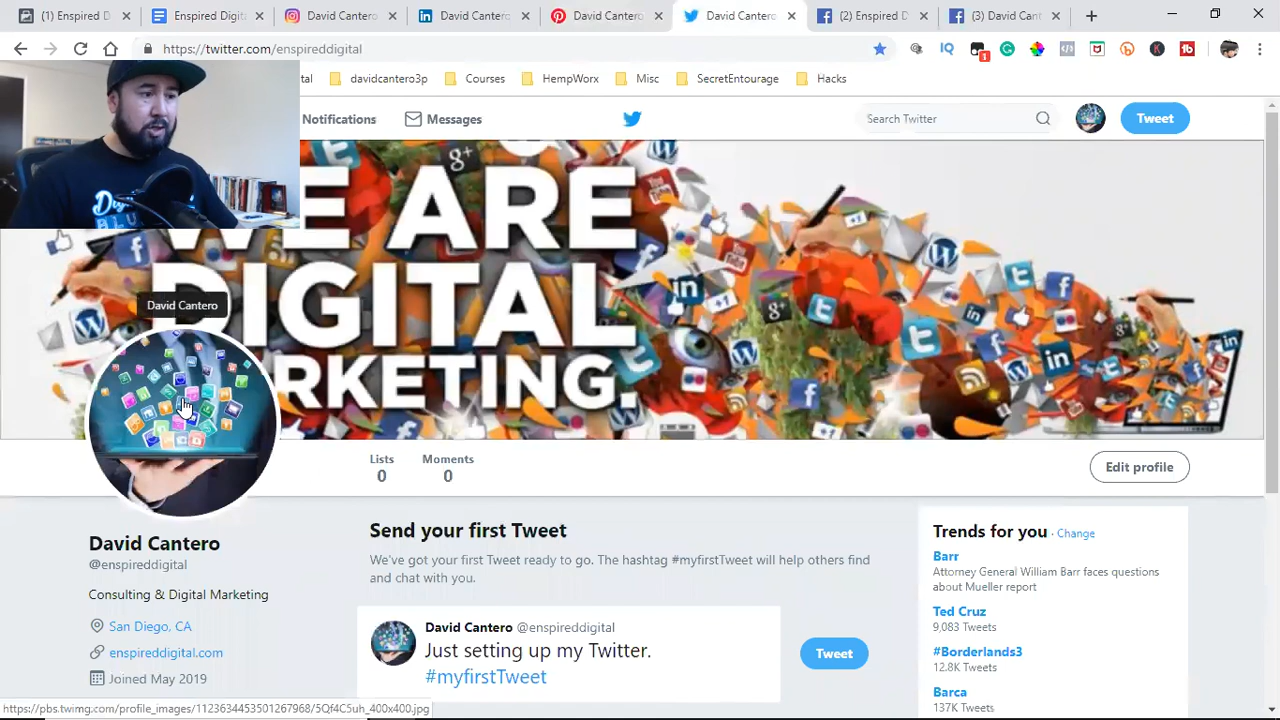 (1) Enspired D
Enspired Digit
David Cantero
David Cantero
David Cantero
David Cantero
(2) Enspired D
(3) David Cant
https://twitter.com/enspireddigital
IQ
1
tal
davidcantero3p
Courses
HempWorx
Misc
SecretEntourage
Hacks
Notifications
Messages
Search Twitter
Tweet
WE ARE
DIGITAL
RKETING.
David Cantero
Lists
0
Moments
0
Edit profile
David Cantero
@enspireddigital
Consulting & Digital Marketing
San Diego, CA
enspireddigital.com
Joined May 2019
Send your first Tweet
We've got your first Tweet ready to go. The hashtag #myfirstTweet will help others find
and chat with you.
David Cantero @enspireddigital
Just setting up my Twitter.
#myfirstTweet
Tweet
Trends for you · Change
Barr
Attorney General William Barr faces questions
about Mueller report
Ted Cruz
9,083 Tweets
#Borderlands3
12.8K Tweets
Barca
137K Tweets
https://pbs.twimg.com/profile_images/1123634453501267968/5Qf4C5uh_400x400.jpg